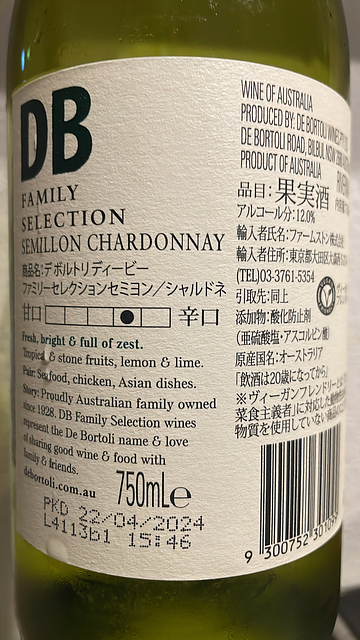 DB
FAMILY
SELECTION
SEMILLON CHARDONNAY
商品名:デ ボルトリ ディービー
ファミリーセレクションセミヨン/シャルドネ
甘口 辛口
Fresh, bright & full of zest.
Tropical & stone fruits, lemon & lime.
Pair: Seafood, chicken, Asian dishes.
Story: Proudly Australian family owned
since 1928. DB Family Selection wines
represent the De Bortoli name & love
of sharing good wine & food with
family & friends.
debortoli.com.au
750mLe
PKD 22/04/2024
L4113b1 15:46
WINE OF AUSTRALIA
PRODUCED BY: DE BORTOLI WINES
DE BORTOLI ROAD, BILBUL NSW
PRODUCT OF AUSTRALIA
品目:果実酒
アルコール分:12.0%
輸入者氏名:ファームストン株式会
輸入者住所:東京都大田区大
(TEL)03-3761-5354
引取先:同上
添加物:酸化防止剤
(亜硫酸塩・アスコルビン酸)
原産国名:オーストラリア
「飲酒は20歳になってから」
※ヴィーガンフレンドリー
菜食主義者)に対応した
物質を使用していない
9 300752 301